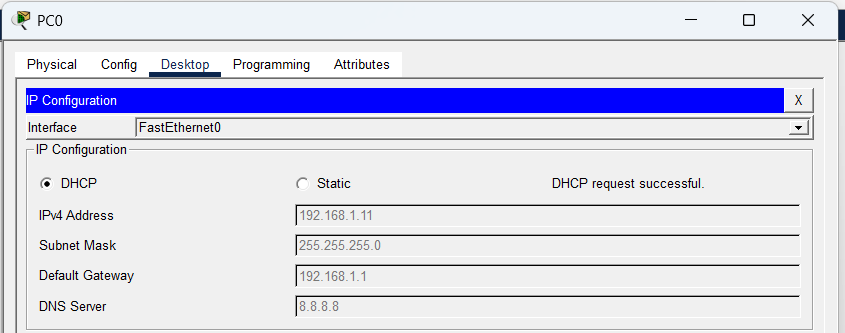 PC0
Physical Config Desktop Programming Attributes
IP Configuration X
Interface FastEthernet0
IP Configuration
DHCP Static DHCP request successful.
IPv4 Address 192.168.1.11
Subnet Mask 255.255.255.0
Default Gateway 192.168.1.1
DNS Server 8.8.8.8